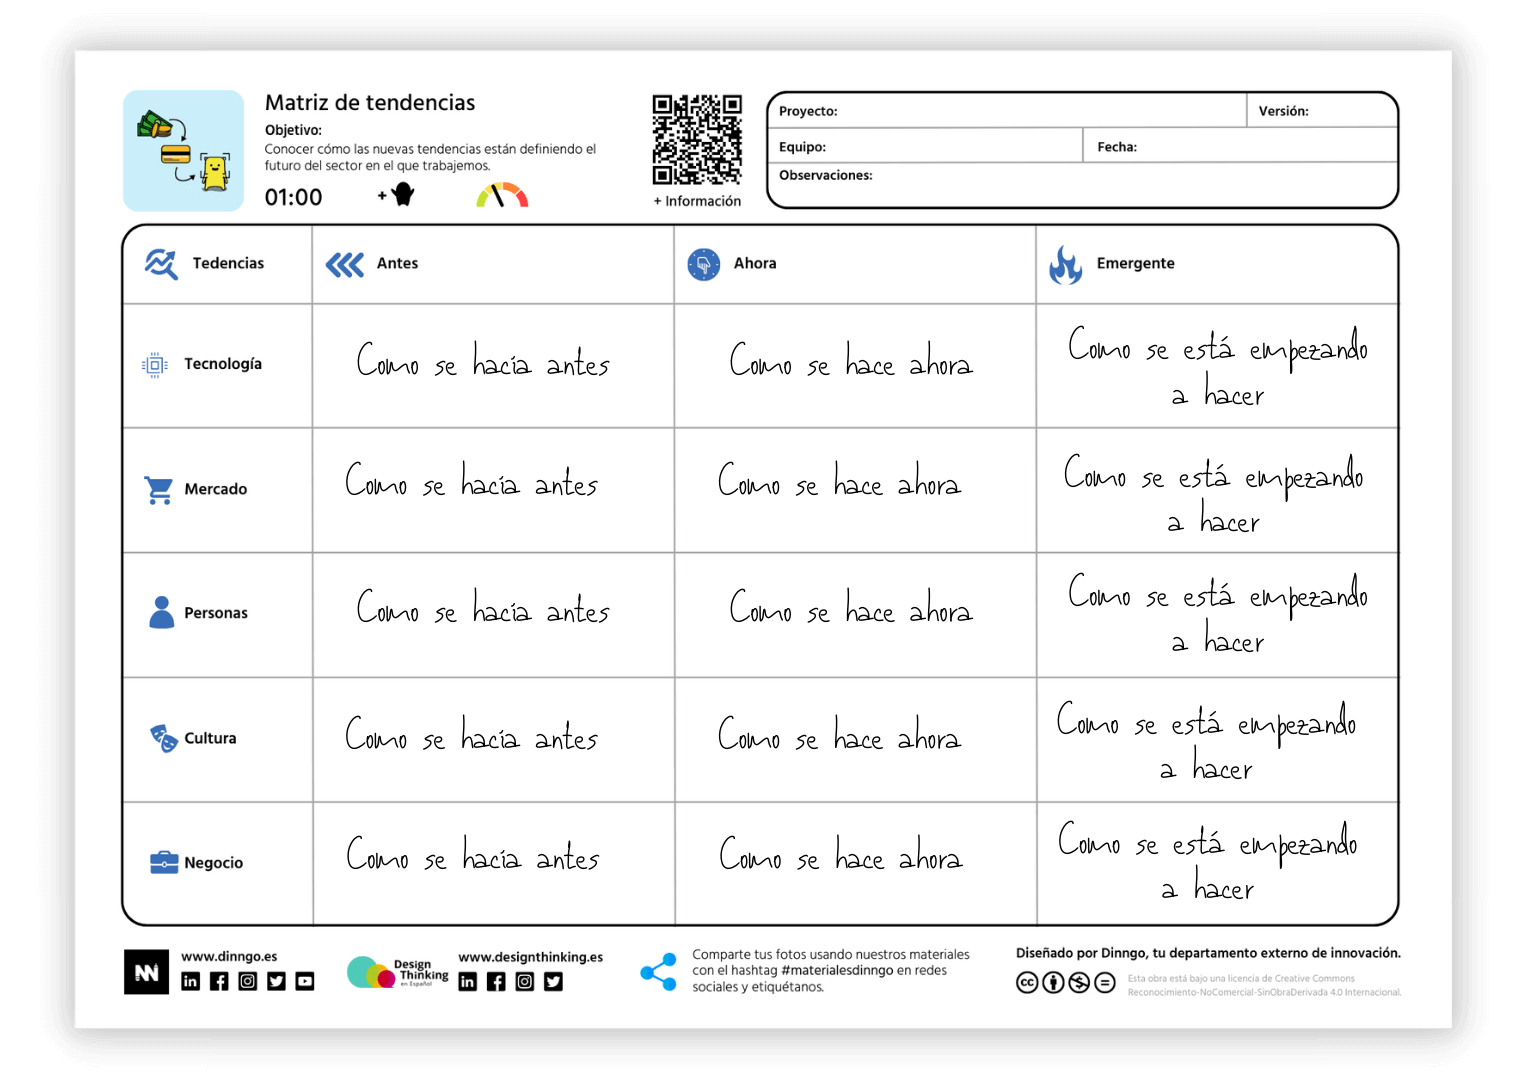 Matriz de tendencias
Objetivo:
Conocer cómo las nuevas tendencias están definiendo el
futuro del sector en el que trabajemos.
01:00
+
+ Información
Proyecto:
Versión:
Equipo:
Fecha:
Observaciones:
Tedencias
Antes
Ahora
Emergente
Tecnología
Como se hacía antes
Como se hace ahora
Como se está empezando
a hacer
Mercado
Como se hacía antes
Como se hace ahora
Como se está empezando
a hacer
Personas
Como se hacía antes
Como se hace ahora
Como se está empezando
a hacer
Cultura
Como se hacía antes
Como se hace ahora
Como se está empezando
a hacer
Negocio
Como se hacía antes
Como se hace ahora
Como se está empezando
a hacer
www.dinngo.es
Design
Thinking
en Español
www.designthinking.es
Comparte tus fotos usando nuestros materiales
con el hashtag #materialesdinngo en redes
sociales y etiquétanos.
Diseñado por Dinngo, tu departamento externo de innovación.
cc
Esta obra está bajo una licencia de Creative Commons
Reconocimiento-NoComercial-SinObraDerivada 4.0 Internacional.